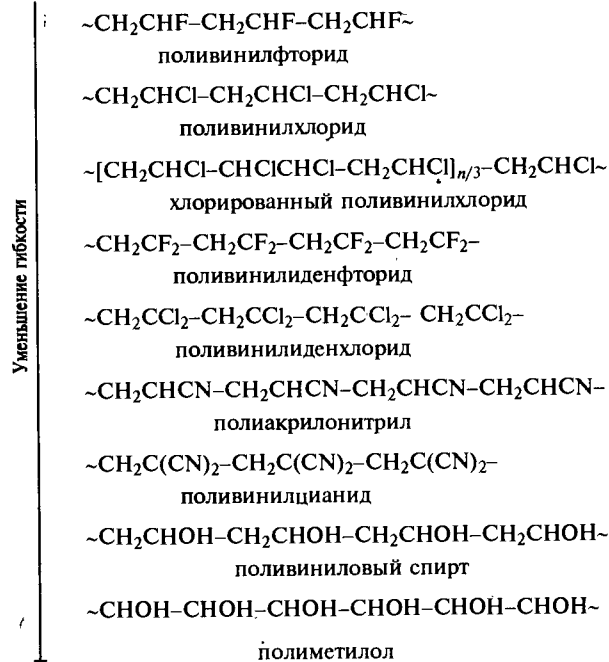 Уменьшение гибкости
~CH₂CHF–CH₂CHF–CH₂CHF~
поливинилфторид
~CH₂CHCl–CH₂CHCl–CH₂CHCl~
поливинилхлорид
~[CH₂CHCl–CHClCHCl–CH₂CHCl]ₙ/₃–CH₂CHCl~
хлорированный поливинилхлорид
~CH₂CF₂–CH₂CF₂–CH₂CF₂–CH₂CF₂–
поливинилиденфторид
~CH₂CCl₂–CH₂CCl₂–CH₂CCl₂– CH₂CCl₂–
поливинилиденхлорид
~CH₂CHCN–CH₂CHCN–CH₂CHCN–CH₂CHCN–
полиакрилонитрил
~CH₂C(CN)₂–CH₂C(CN)₂–CH₂C(CN)₂–
поливинилцианид
~CH₂CHOH–CH₂CHOH–CH₂CHOH–CH₂CHOH~
поливиниловый спирт
~CHOH–CHOH–CHOH–CHOH–CHOH–CHOH~
полиметилол